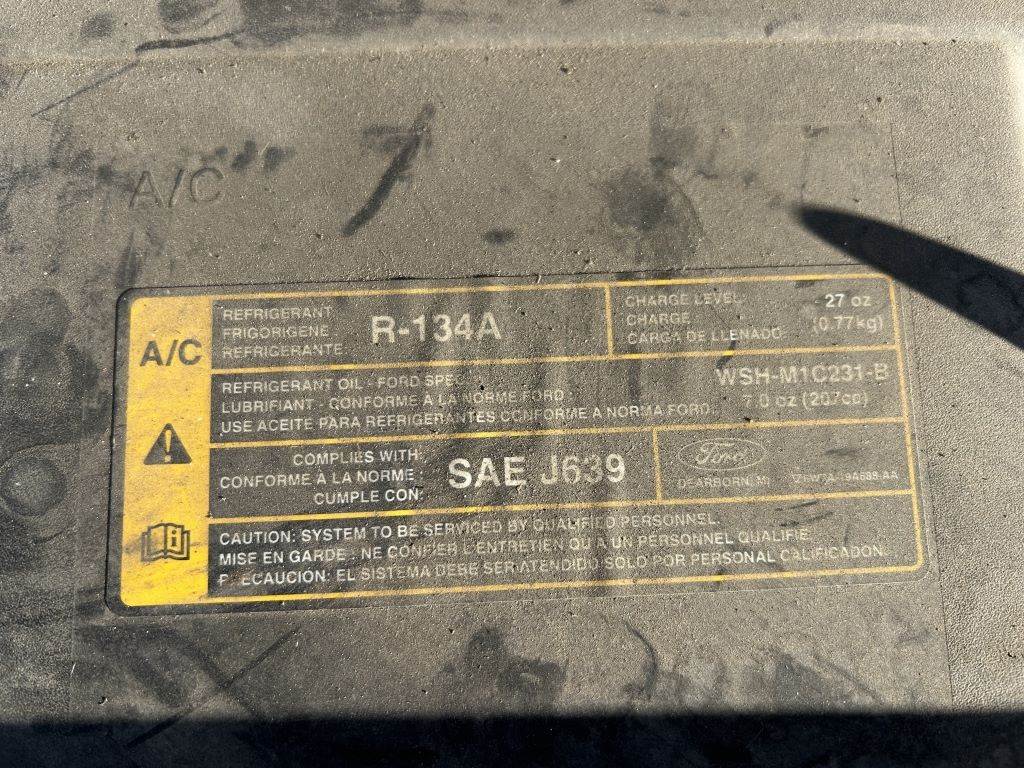 A/C
REFRIGERANT
FRIGORIGENE
REFRIGERANTE
R-134A
CHARGE LEVEL
CHARGE
CARGA DE LLENADO
27 oz
(0.77kg)
A/C
REFRIGERANT OIL - FORD SPEC
LUBRIFIANT - CONFORME A LA NORME FORD:
USE ACEITE PARA REFRIGERANTES CONFORME A NORMA FORD:
WSH-M1C231-B
7.0 oz (207cc)
COMPLIES WITH:
CONFORME À LA NORME:
CUMPLE CON:
SAE J639
Ford
DEARBORN, MI
CAUTION: SYSTEM TO BE SERVICED BY QUALIFIED PERSONNEL.
MISE EN GARDE : NE CONFIER L'ENTRETIEN QU A UN PERSONNEL QUALIFIE
PRECAUCIÓN: EL SISTEMA DEBE SER ATENDIDO SOLO POR PERSONAL CALIFICADON.